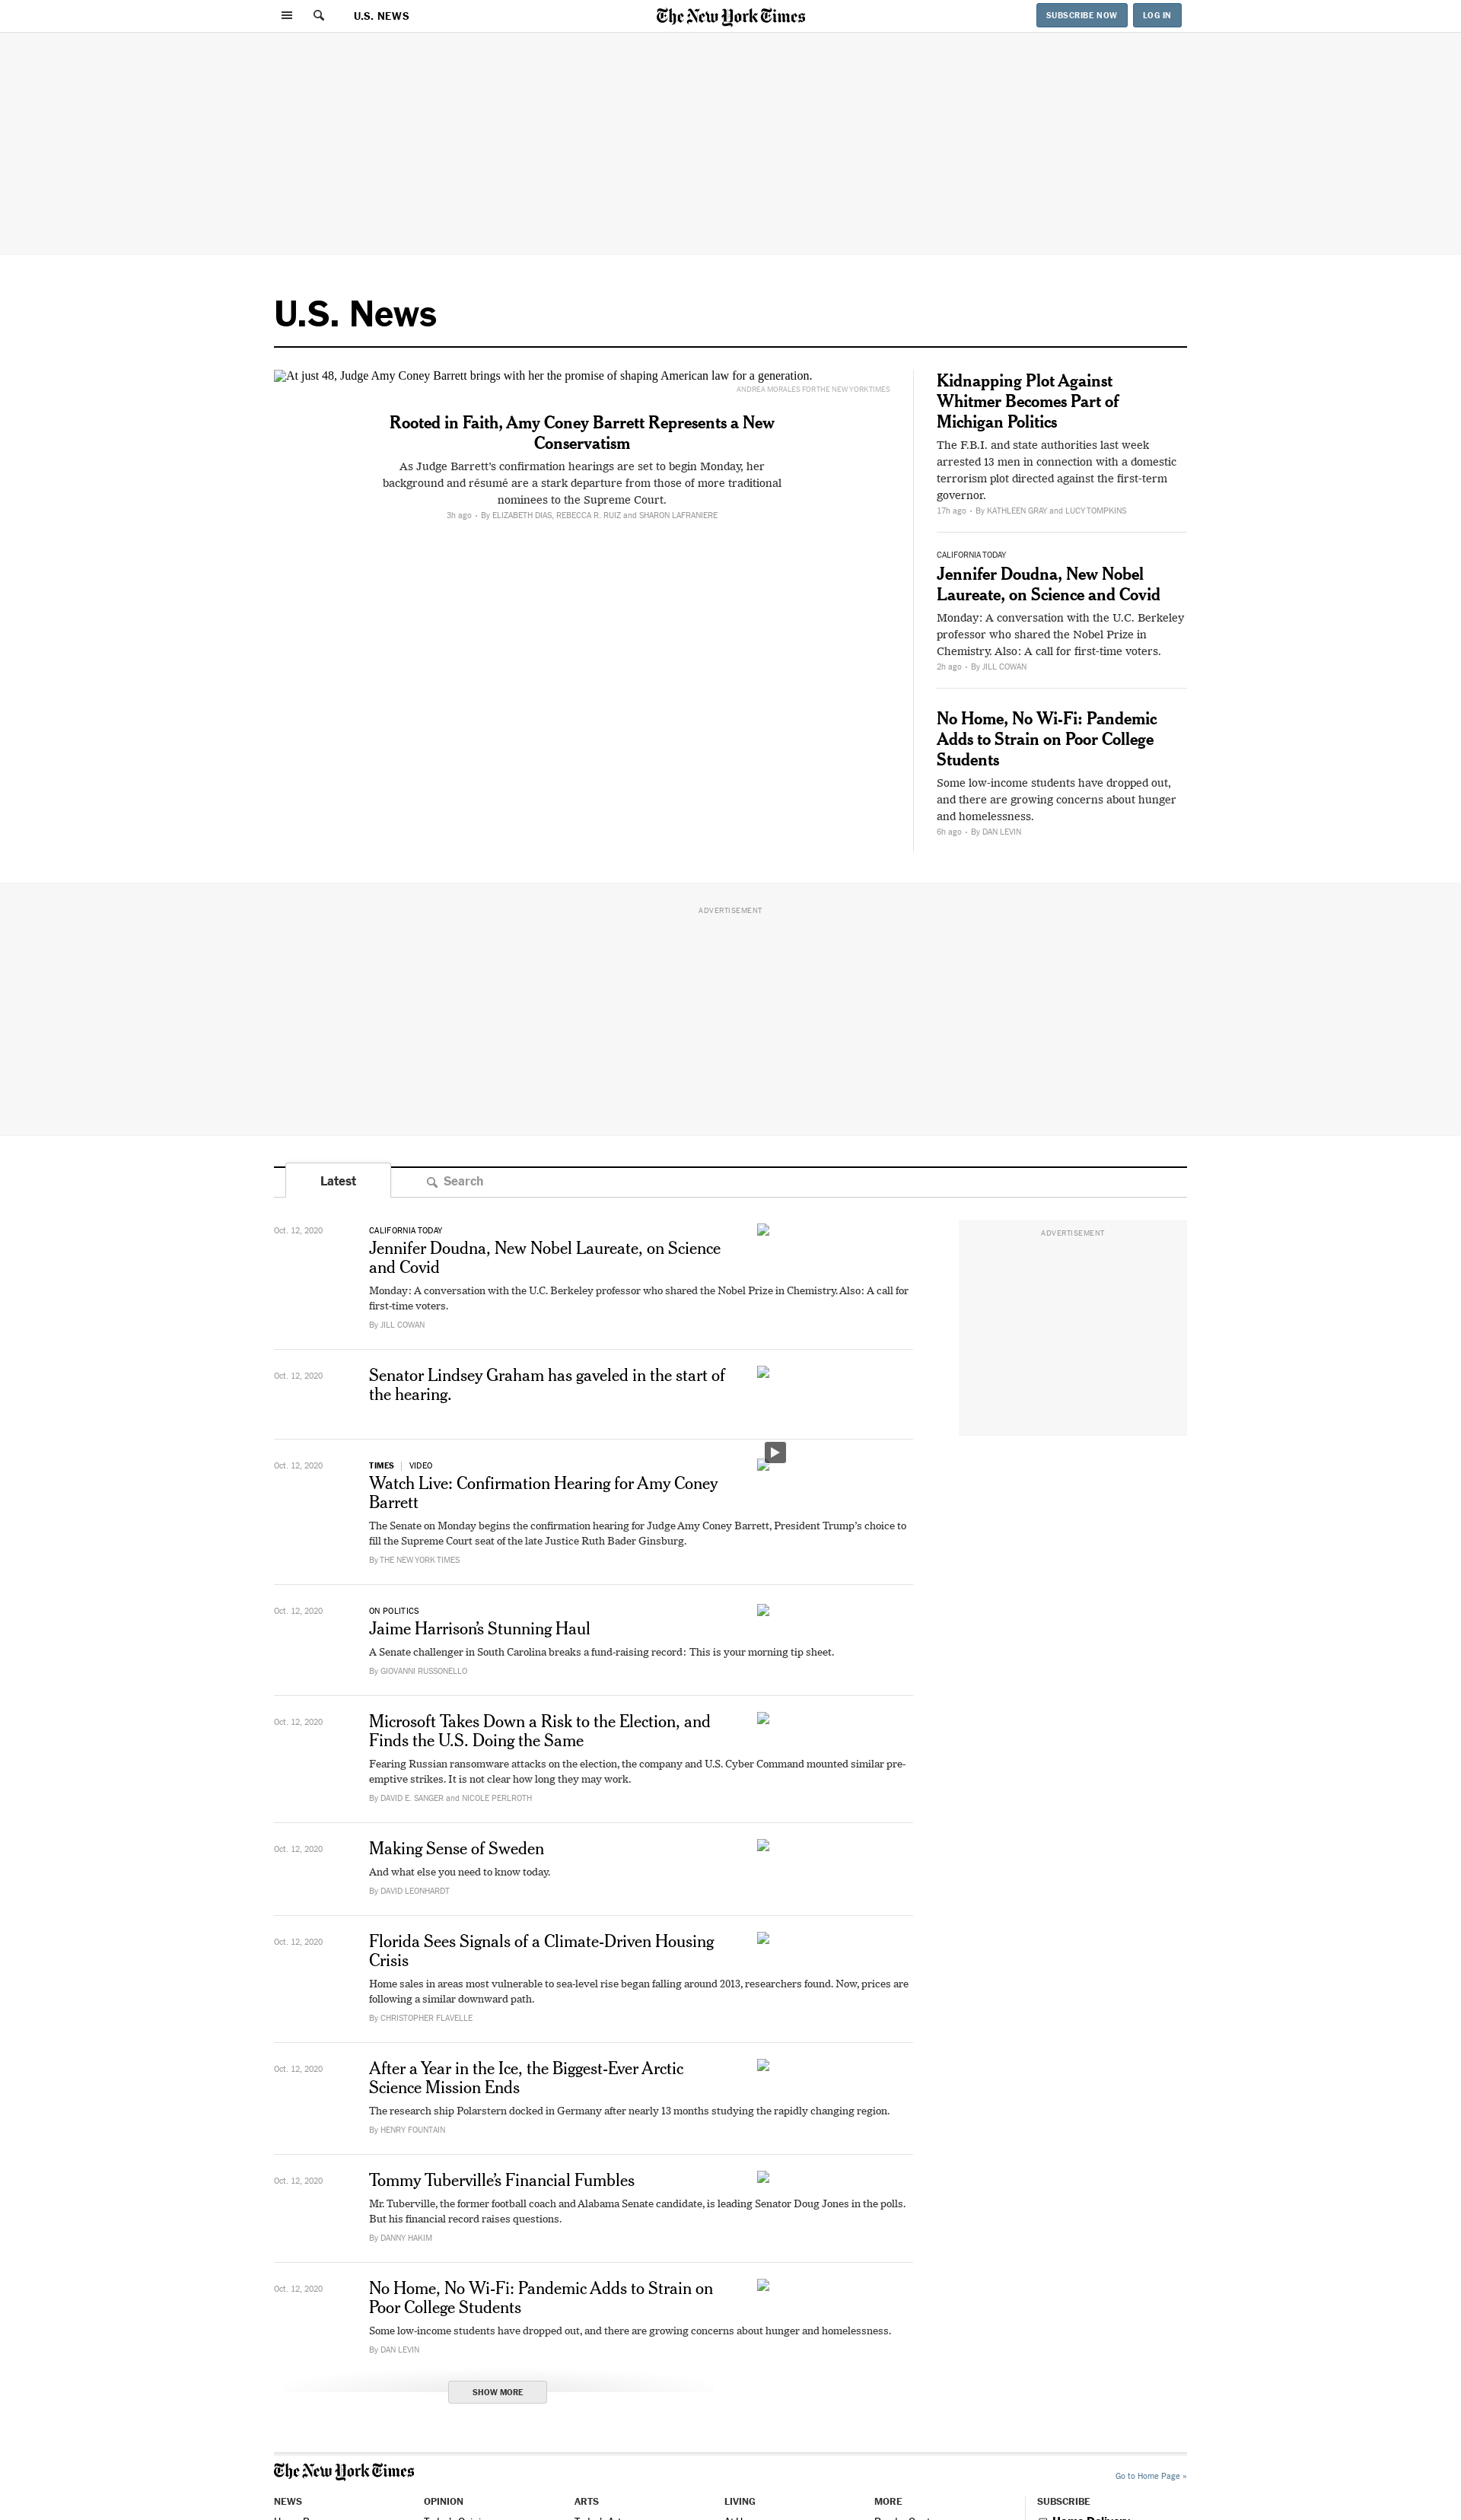 U.S. NEWS
The New York Times
SUBSCRIBE NOW
LOG IN
U.S. News
At just 48, Judge Amy Coney Barrett brings with her the promise of shaping American law for a generation.
ANDREA MORALES FOR THE NEW YORK TIMES
Rooted in Faith, Amy Coney Barrett Represents a New
Conservatism
As Judge Barrett’s confirmation hearings are set to begin Monday, her
background and résumé are a stark departure from those of more traditional
nominees to the Supreme Court.
3h ago • By ELIZABETH DIAS, REBECCA R. RUIZ and SHARON LAFRANIERE
Kidnapping Plot Against
Whitmer Becomes Part of
Michigan Politics
The F.B.I. and state authorities last week
arrested 13 men in connection with a domestic
terrorism plot directed against the first-term
governor.
17h ago • By KATHLEEN GRAY and LUCY TOMPKINS
CALIFORNIA TODAY
Jennifer Doudna, New Nobel
Laureate, on Science and Covid
Monday: A conversation with the U.C. Berkeley
professor who shared the Nobel Prize in
Chemistry. Also: A call for first-time voters.
2h ago • By JILL COWAN
No Home, No Wi-Fi: Pandemic
Adds to Strain on Poor College
Students
Some low-income students have dropped out,
and there are growing concerns about hunger
and homelessness.
6h ago • By DAN LEVIN
ADVERTISEMENT
Latest
Search
Oct. 12, 2020
CALIFORNIA TODAY
Jennifer Doudna, New Nobel Laureate, on Science
and Covid
Monday: A conversation with the U.C. Berkeley professor who shared the Nobel Prize in Chemistry. Also: A call for
first-time voters.
By JILL COWAN
ADVERTISEMENT
Oct. 12, 2020
Senator Lindsey Graham has gaveled in the start of
the hearing.
Oct. 12, 2020
TIMES | VIDEO
Watch Live: Confirmation Hearing for Amy Coney
Barrett
The Senate on Monday begins the confirmation hearing for Judge Amy Coney Barrett, President Trump’s choice to
fill the Supreme Court seat of the late Justice Ruth Bader Ginsburg.
By THE NEW YORK TIMES
Oct. 12, 2020
ON POLITICS
Jaime Harrison’s Stunning Haul
A Senate challenger in South Carolina breaks a fund-raising record: This is your morning tip sheet.
By GIOVANNI RUSSONELLO
Oct. 12, 2020
Microsoft Takes Down a Risk to the Election, and
Finds the U.S. Doing the Same
Fearing Russian ransomware attacks on the election, the company and U.S. Cyber Command mounted similar pre-
emptive strikes. It is not clear how long they may work.
By DAVID E. SANGER and NICOLE PERLROTH
Oct. 12, 2020
Making Sense of Sweden
And what else you need to know today.
By DAVID LEONHARDT
Oct. 12, 2020
Florida Sees Signals of a Climate-Driven Housing
Crisis
Home sales in areas most vulnerable to sea-level rise began falling around 2013, researchers found. Now, prices are
following a similar downward path.
By CHRISTOPHER FLAVELLE
Oct. 12, 2020
After a Year in the Ice, the Biggest-Ever Arctic
Science Mission Ends
The research ship Polarstern docked in Germany after nearly 13 months studying the rapidly changing region.
By HENRY FOUNTAIN
Oct. 12, 2020
Tommy Tuberville’s Financial Fumbles
Mr. Tuberville, the former football coach and Alabama Senate candidate, is leading Senator Doug Jones in the polls.
But his financial record raises questions.
By DANNY HAKIM
Oct. 12, 2020
No Home, No Wi-Fi: Pandemic Adds to Strain on
Poor College Students
Some low-income students have dropped out, and there are growing concerns about hunger and homelessness.
By DAN LEVIN
SHOW MORE
The New York Times
Go to Home Page »
NEWS
OPINION
ARTS
LIVING
MORE
SUBSCRIBE